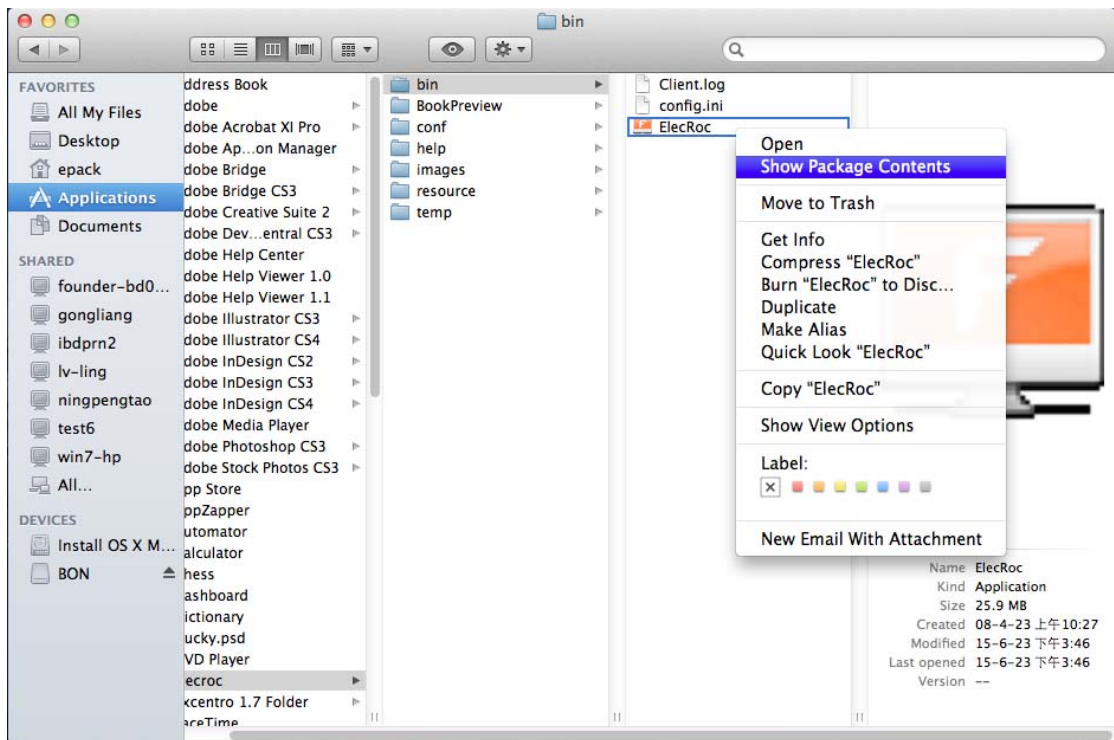 bin
FAVORITES
All My Files
Desktop
epack
Applications
Documents
SHARED
founder-bd0...
gongliang
ibdprn2
lv-ling
ningpengtao
test6
win7-hp
All...
DEVICES
Install OS X M...
BON
ddress Book
dobe
dobe Acrobat XI Pro
dobe Ap...on Manager
dobe Bridge
dobe Bridge CS3
dobe Creative Suite 2
dobe Dev...entral CS3
dobe Help Center
dobe Help Viewer 1.0
dobe Help Viewer 1.1
dobe Illustrator CS3
dobe Illustrator CS4
dobe InDesign CS2
dobe InDesign CS3
dobe InDesign CS4
dobe Media Player
dobe Photoshop CS3
dobe Stock Photos CS3
pp Store
ppZapper
utomator
alculator
hess
ashboard
ictionary
ucky.psd
VD Player
ecroc
xcentro 1.7 Folder
aceTime
bin
BookPreview
conf
help
images
resource
temp
Client.log
config.ini
ElecRoc
Open
Show Package Contents
Move to Trash
Get Info
Compress “ElecRoc”
Burn “ElecRoc” to Disc...
Duplicate
Make Alias
Quick Look “ElecRoc”
Copy “ElecRoc”
Show View Options
Label:
New Email With Attachment
Name ElecRoc
Kind Application
Size 25.9 MB
Created 08-4-23 上午10:27
Modified 15-6-23 下午3:46
Last opened 15-6-23 下午3:46
Version --